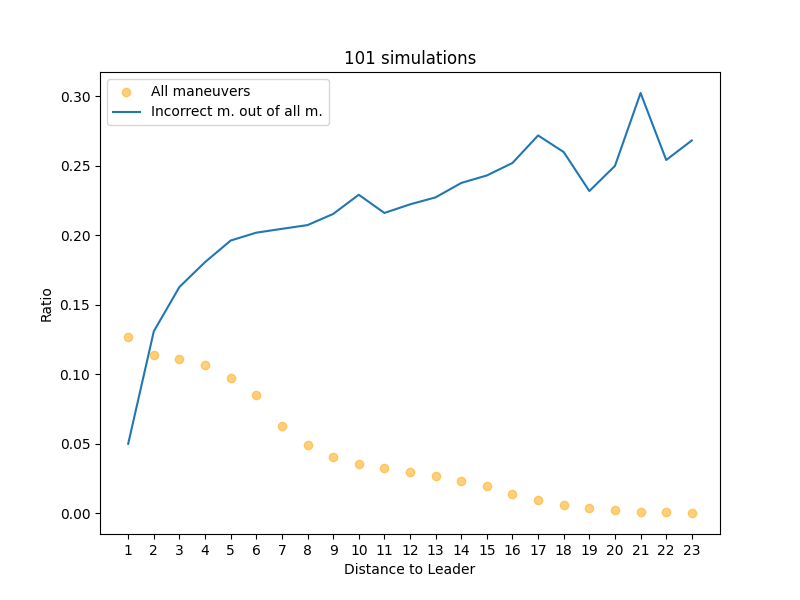 101 simulations
All maneuvers
Incorrect m. out of all m.
0.30
0.25
0.20
0.15
0.10
0.05
0.00
Ratio
1 2 3 4 5 6 7 8 9 10 11 12 13 14 15 16 17 18 19 20 21 22 23
Distance to Leader